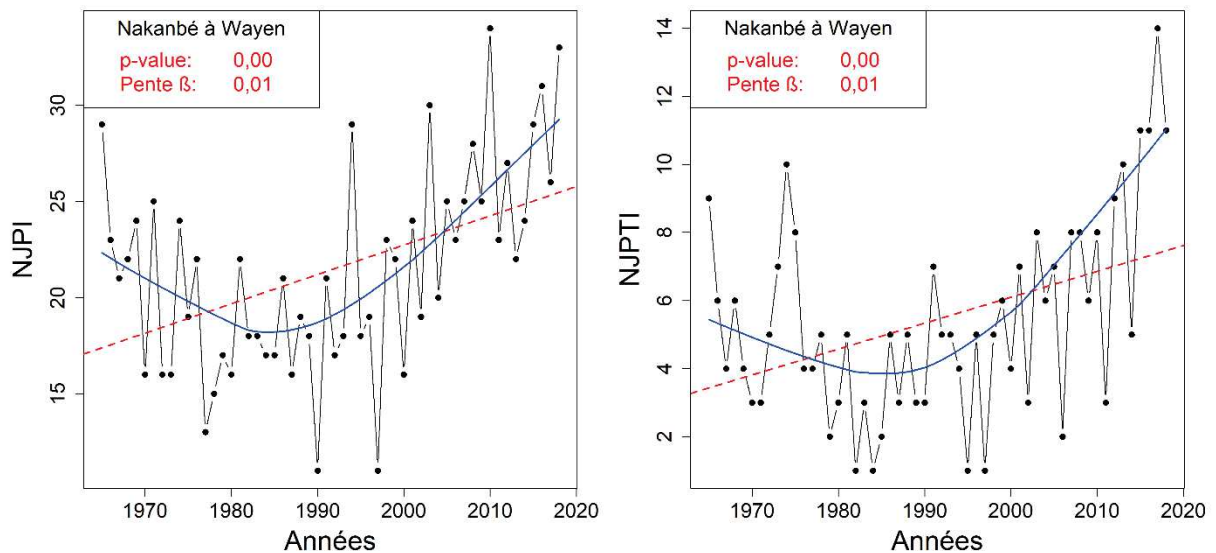 Nakanbé à Wayen
p-value: 0,00
Pente ß: 0,01
NJPI
30
25
20
15
1970 1980 1990 2000 2010 2020
Années
Nakanbé à Wayen
p-value: 0,00
Pente ß: 0,01
NJPTI
14
12
10
8
6
4
2
1970 1980 1990 2000 2010 2020
Années